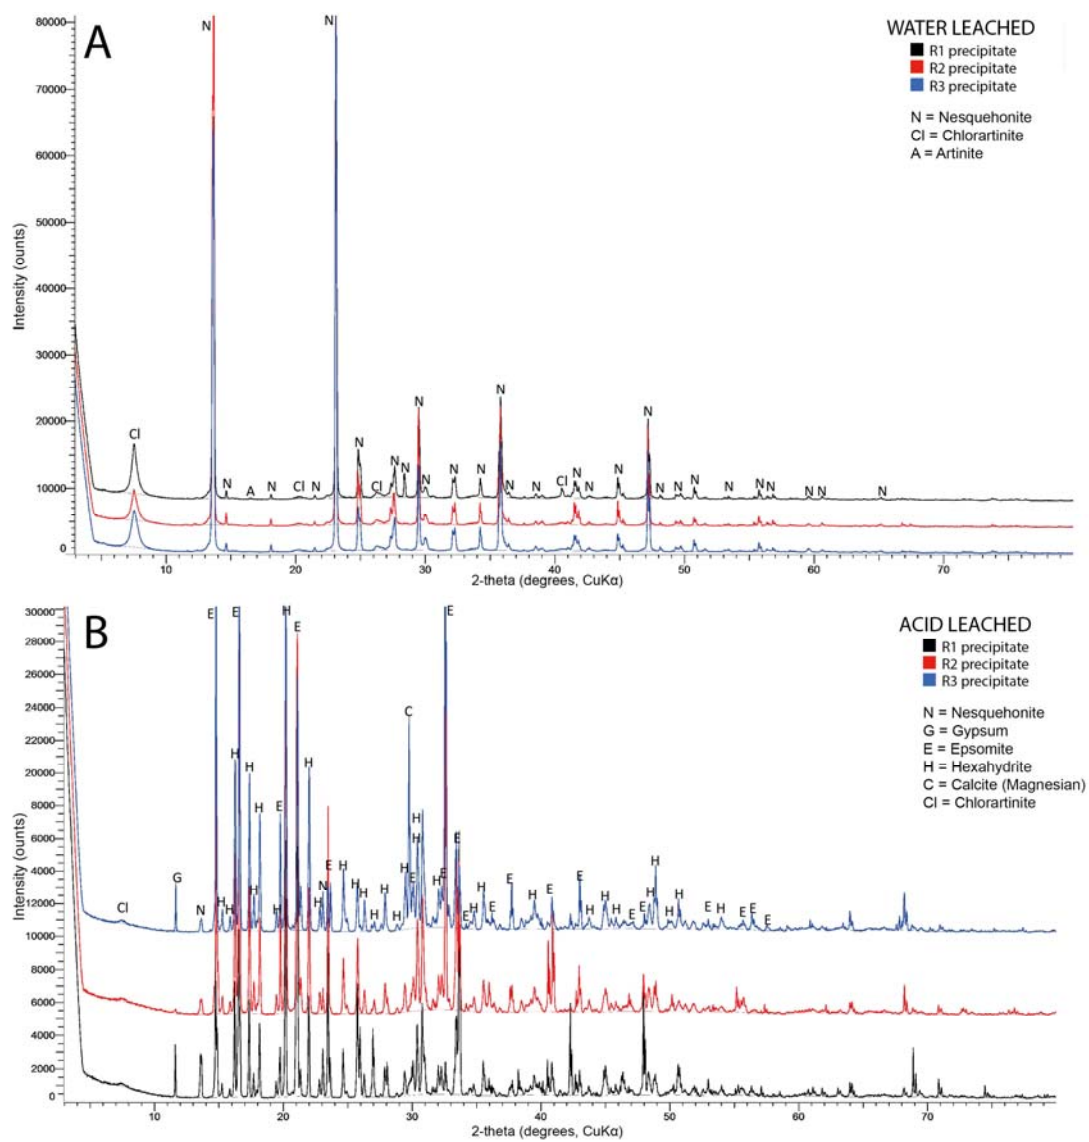 A
WATER LEACHED
R1 precipitate
R2 precipitate
R3 precipitate
N = Nesquehonite
Cl = Chlorartinite
A = Artinite
Intensity (ounts)
80000
70000
60000
50000
40000
30000
20000
10000
0
N N
Cl N A N Cl N N Cl N N N N N N N N N N Cl N N N N N N N N N N N N N
10 20 30 40 50 60 70
2-theta (degrees, CuKα)
B
ACID LEACHED
R1 precipitate
R2 precipitate
R3 precipitate
N = Nesquehonite
G = Gypsum
E = Epsomite
H = Hexahydrite
C = Calcite (Magnesian)
Cl = Chlorartinite
Intensity (ounts)
30000
28000
26000
24000
22000
20000
18000
16000
14000
12000
10000
8000
6000
4000
2000
0
E E H E E
C
H H H E H
Cl G N H H H H E N H H H H H H E H H H E E E H H E E H E H H E E H H H H E H E E E
10 20 30 40 50 60 70
2-theta (degrees, CuKα)